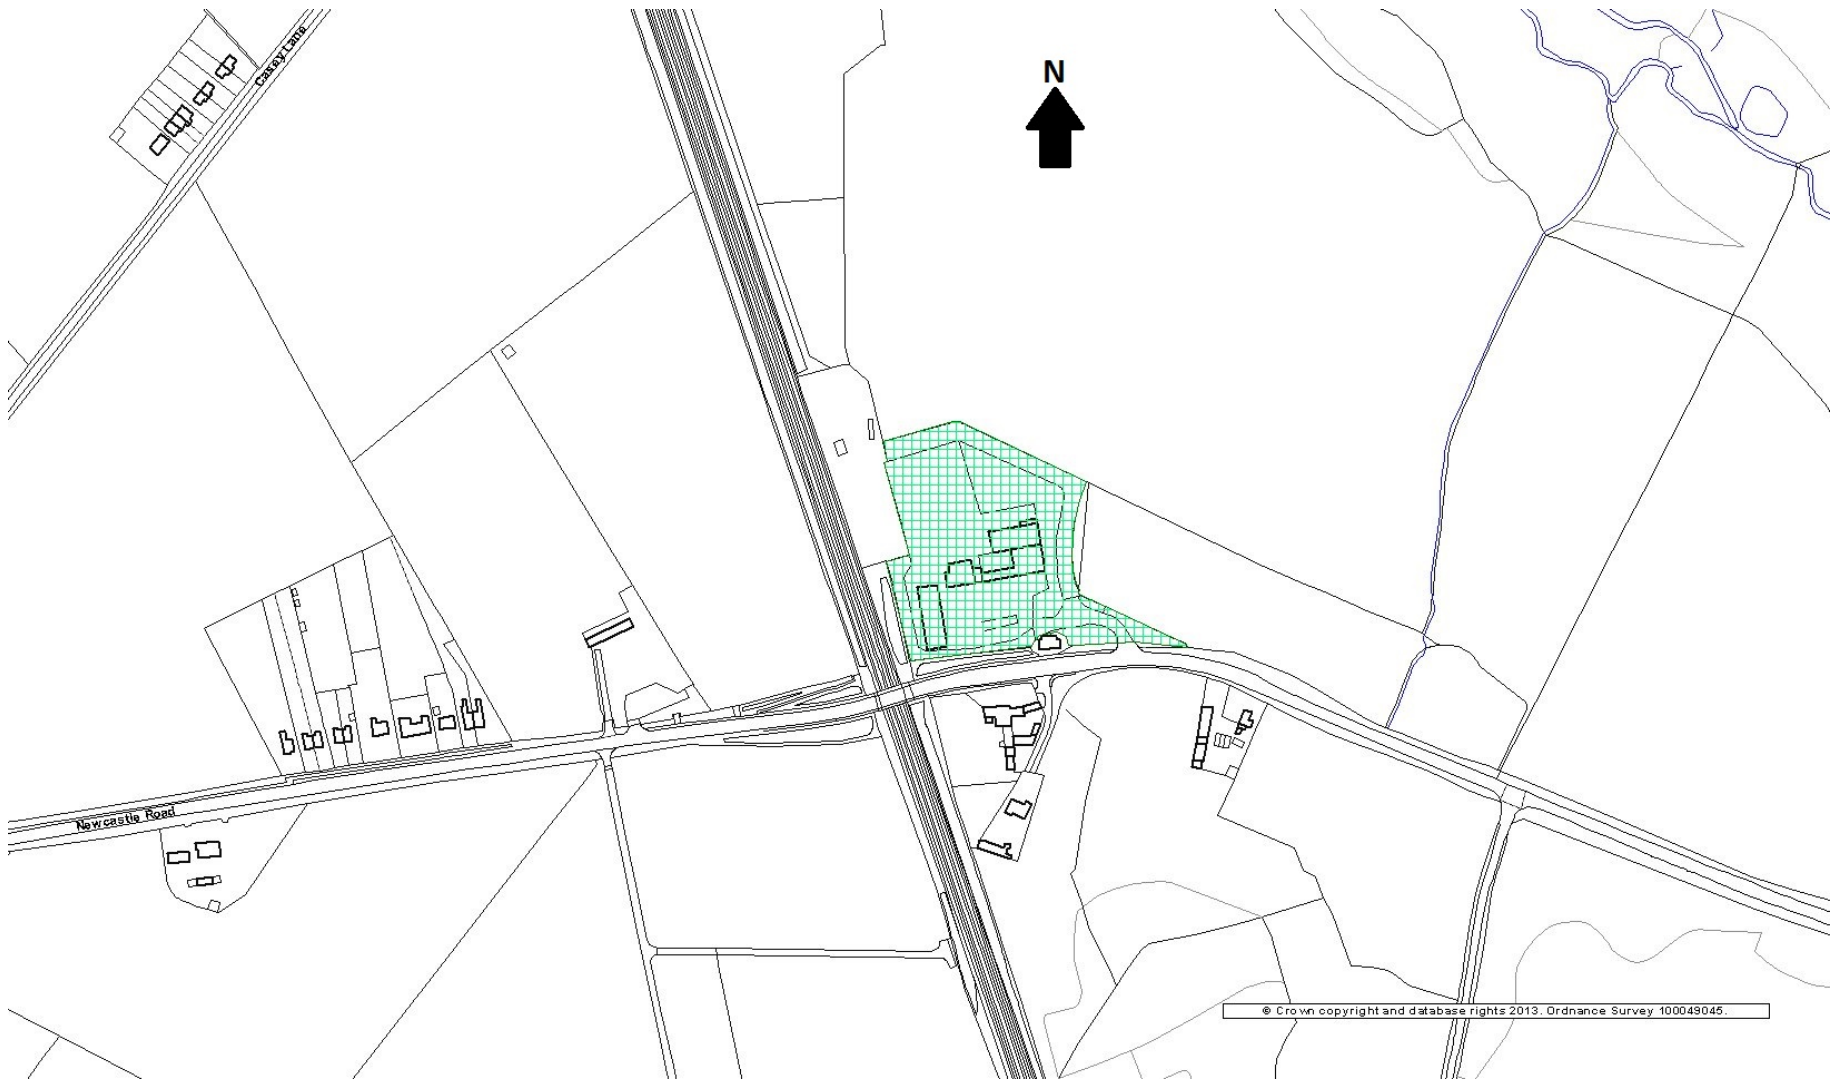 Casey Lane
N
Newcastle Road
© Crown copyright and database rights 2013. Ordnance Survey 100049045.